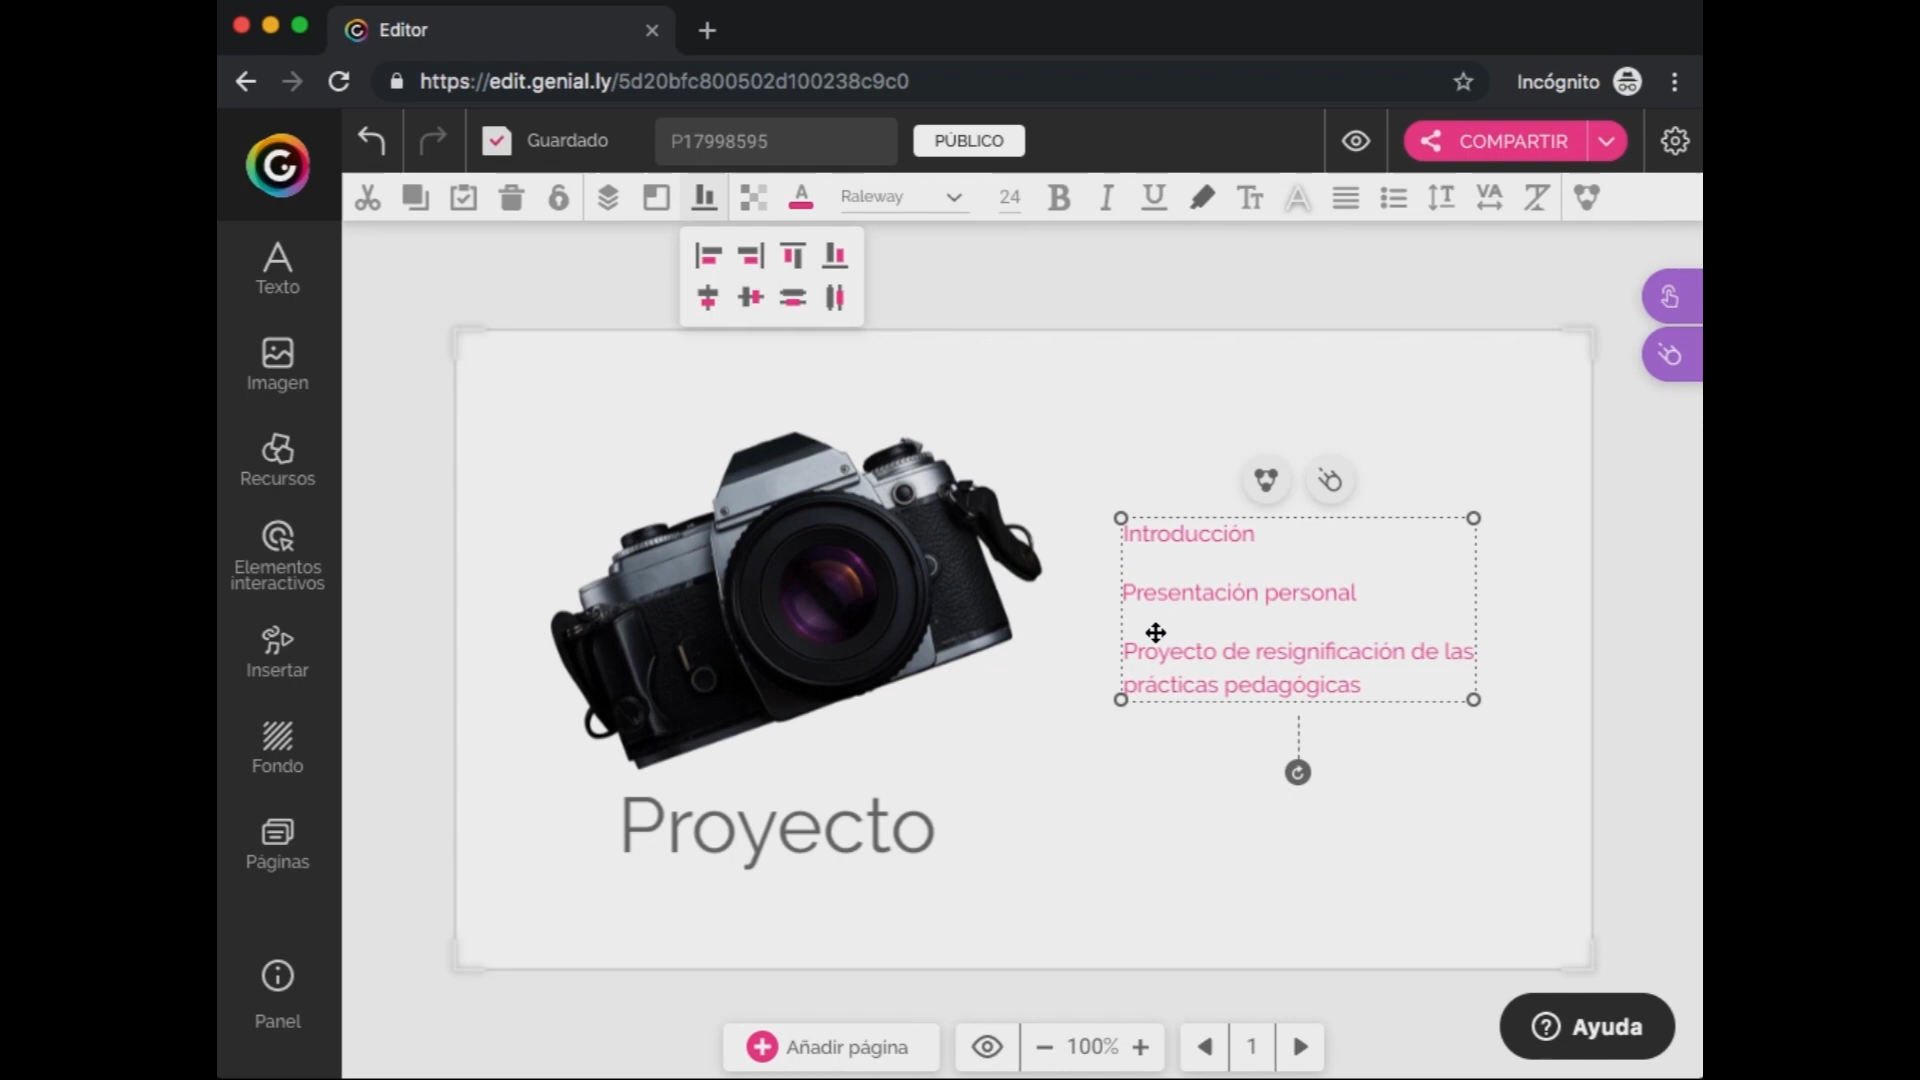 Editor
https://edit.genial.ly/5d20bfc800502d100238c9c0
Incógnito
Guardado
P17998595
PÚBLICO
COMPARTIR
Raleway
24
Texto
Imagen
Recursos
Elementos
interactivos
Insertar
Fondo
Páginas
Panel
Introducción
Presentación personal
Proyecto de resignificación de las
prácticas pedagógicas
Proyecto
Añadir página
100%
1
Ayuda